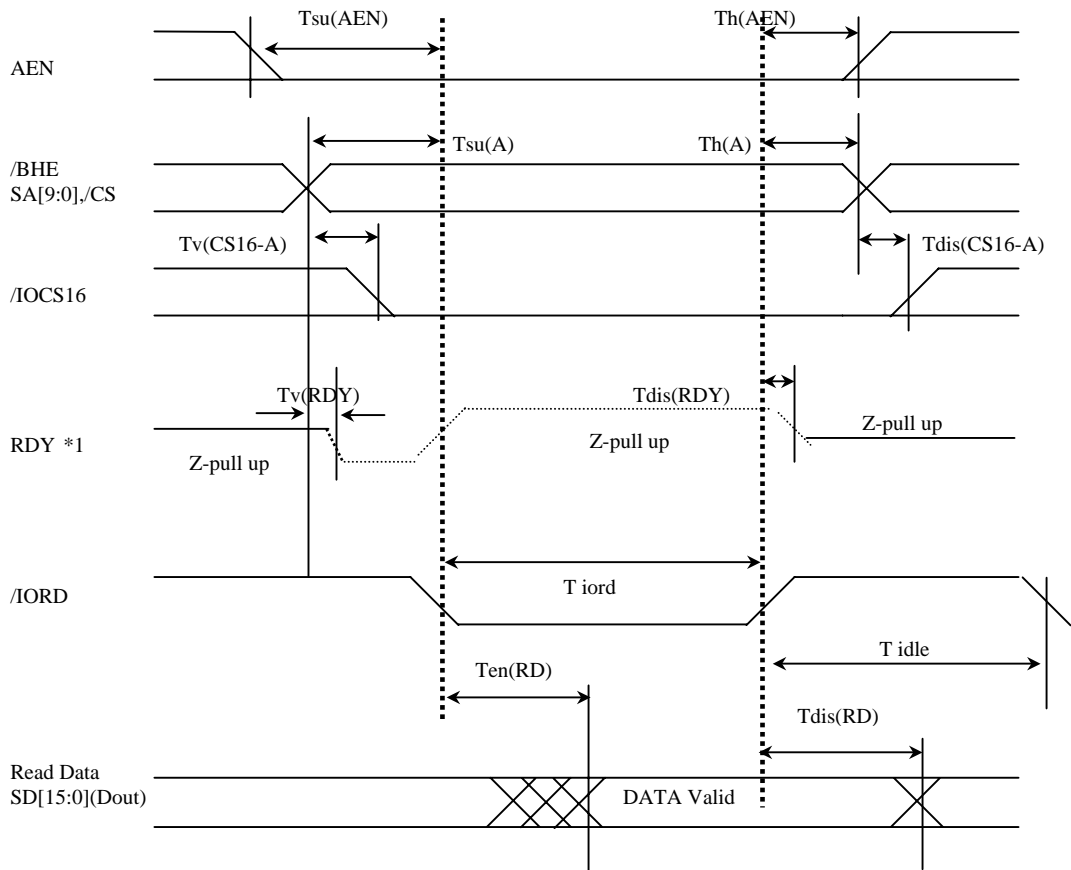 Tsu(AEN)
Th(AEN)
AEN
Tsu(A)
Th(A)
/BHE
SA[9:0],/CS
Tv(CS16-A)
Tdis(CS16-A)
/IOCS16
Tv(RDY)
Tdis(RDY)
RDY *1
Z-pull up
Z-pull up
Z-pull up
/IORD
T iord
T idle
Ten(RD)
Tdis(RD)
Read Data
SD[15:0](Dout)
DATA Valid